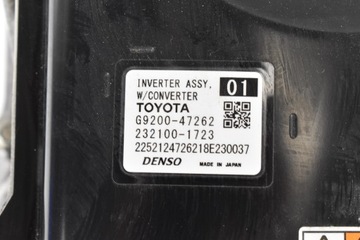 INVERTER ASSY.
W/CONVERTER
01
TOYOTA
G9200-47262
232100-1723
2252124726218E230037
DENSO MADE IN JAPAN